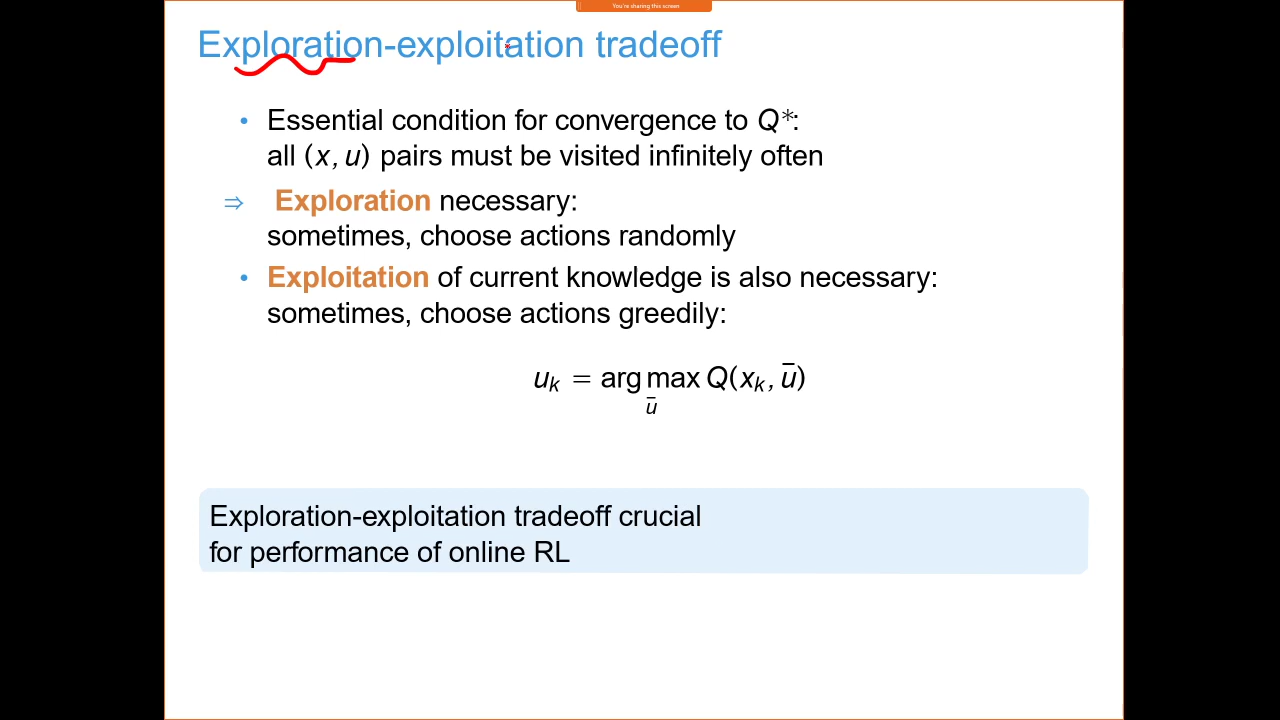 You're sharing this screen
Exploration-exploitation tradeoff
• Essential condition for convergence to Q*:
all (x, u) pairs must be visited infinitely often
⇒ Exploration necessary:
sometimes, choose actions randomly
• Exploitation of current knowledge is also necessary:
sometimes, choose actions greedily:
uₖ = arg max Q(xₖ, ū)
ū
Exploration-exploitation tradeoff crucial
for performance of online RL